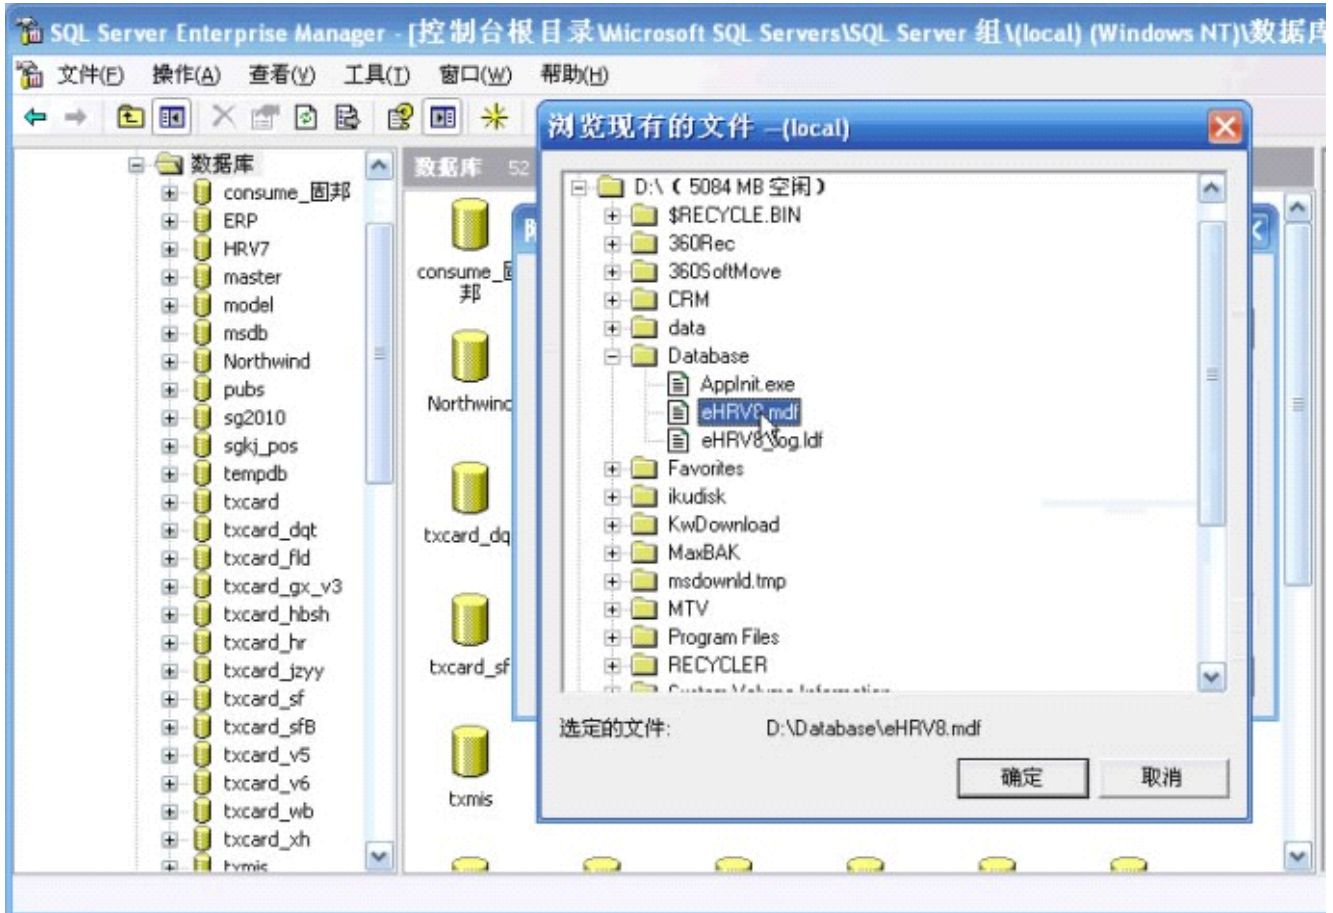 SQL Server Enterprise Manager - [控制台根目录\Microsoft SQL Servers\SQL Server 组\(local) (Windows NT)\数据库
文件(F) 操作(A) 查看(V) 工具(T) 窗口(W) 帮助(H)
数据库
consume_固邦
ERP
HRV7
master
model
msdb
Northwind
pubs
sg2010
sgkj_pos
tempdb
txcard
txcard_dqt
txcard_fld
txcard_gx_v3
txcard_hbsh
txcard_hr
txcard_jzyy
txcard_sf
txcard_sfB
txcard_v5
txcard_v6
txcard_wb
txcard_xh
txmis
数据库 52
consume_固
邦
Northwind
txcard_dq
txcard_sf
txmis
浏览现有的文件 —(local)
D:\ ( 5084 MB 空闲 )
$RECYCLE.BIN
360Rec
360SoftMove
CRM
data
Database
AppInit.exe
eHRV8.mdf
eHRV8_log.ldf
Favorites
ikudisk
KwDownload
MaxBAK
msdownld.tmp
MTV
Program Files
RECYCLER
System Volume Information
选定的文件: D:\Database\eHRV8.mdf
确定 取消